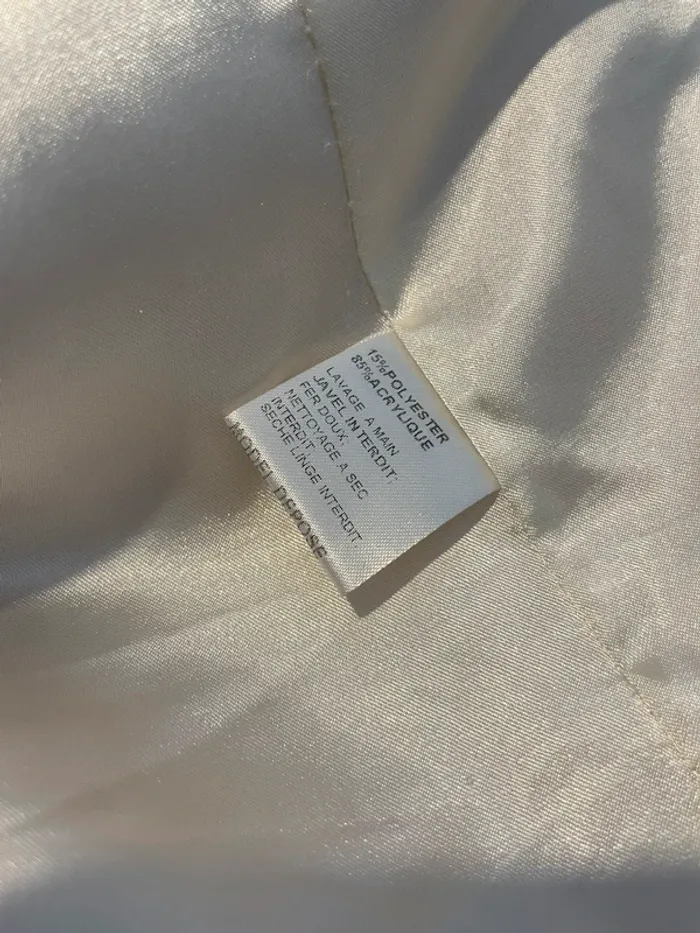 15%POLYESTER
85%ACRYLIQUE
LAVAGE A MAIN
JAVEL INTERDIT:
FER DOUX,
NETTOYAGE A SEC
INTERDIT,
SECHE LINGE INTERDIT
MODEL DEPOSE